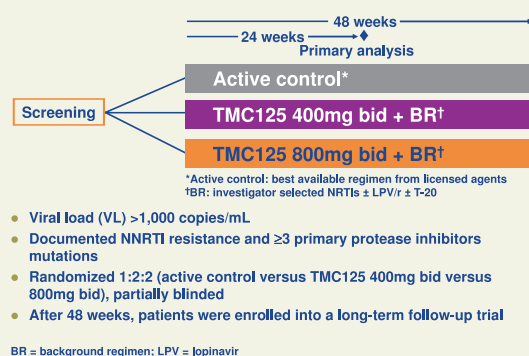 48 weeks
24 weeks
Primary analysis
Screening
Active control*
TMC125 400mg bid + BR†
TMC125 800mg bid + BR†
*Active control: best available regimen from licensed agents
†BR: investigator selected NRTIs ± LPV/r ± T-20
• Viral load (VL) >1,000 copies/mL
• Documented NNRTI resistance and ≥3 primary protease inhibitors
mutations
• Randomized 1:2:2 (active control versus TMC125 400mg bid versus
800mg bid), partially blinded
• After 48 weeks, patients were enrolled into a long-term follow-up trial
BR = background regimen; LPV = lopinavir